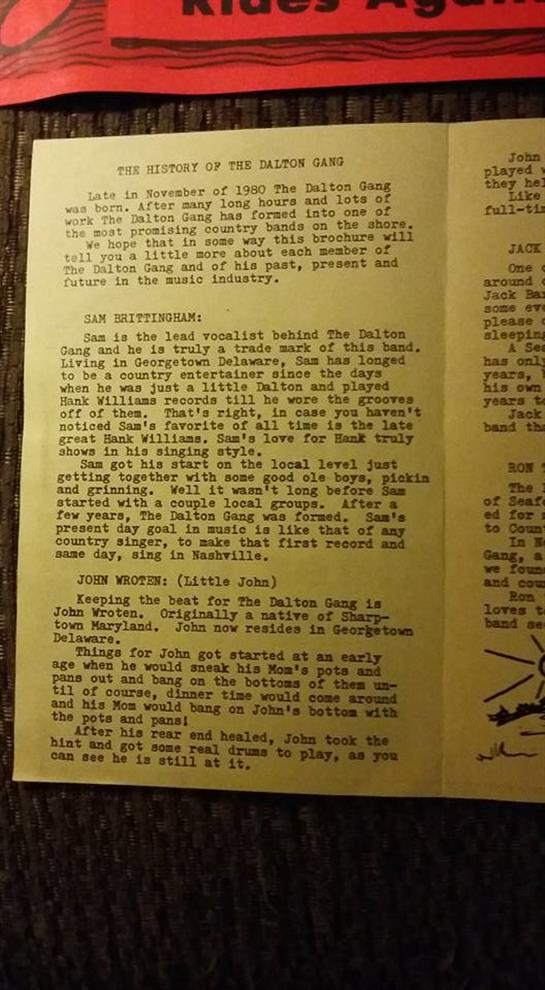 Rides Again
THE HISTORY OF THE DALTON GANG
Late in November of 1980 The Dalton Gang
was born. After many long hours and lots of
work The Dalton Gang has formed into one of
the most promising country bands on the shore.
We hope that in some way this brochure will
tell you a little more about each member of
The Dalton Gang and of his past, present and
future in the music industry.
SAM BRITTINGHAM:
Sam is the lead vocalist behind The Dalton
Gang and he is truly a trade mark of this band.
Living in Georgetown Delaware, Sam has longed
to be a country entertainer since the days
when he was just a little Dalton and played
Hank Williams records till he wore the grooves
off of them. That's right, in case you haven't
noticed Sam's favorite of all time is the late
great Hank Williams. Sam's love for Hank truly
shows in his singing style.
Sam got his start on the local level just
getting together with some good ole boys, pickin
and grinning. Well it wasn't long before Sam
started with a couple local groups. After a
few years, The Dalton Gang was formed. Sam's
present day goal in music is like that of any
country singer, to make that first record and
same day, sing in Nashville.
JOHN WROTEN: (Little John)
Keeping the beat for The Dalton Gang is
John Wroten. Originally a native of Sharp-
town Maryland. John now resides in Georgetown
Delaware.
Things for John got started at an early
age when he would sneak his Mom's pots and
pans out and bang on the bottoms of them un-
til of course, dinner time would come around
and his Mom would bang on John's bottom with
the pots and pans!
After his rear end healed, John took the
hint and got some real drums to play, as you
can see he is still at it.
John
played
they
Like
full-tim
JACK
One
around
Jack
some
please
sleeping
A
has only
years,
his own
years to
Jack
band
RON
The
of
ed for
to
In
Gang, a
we
and
Ron
loves
band